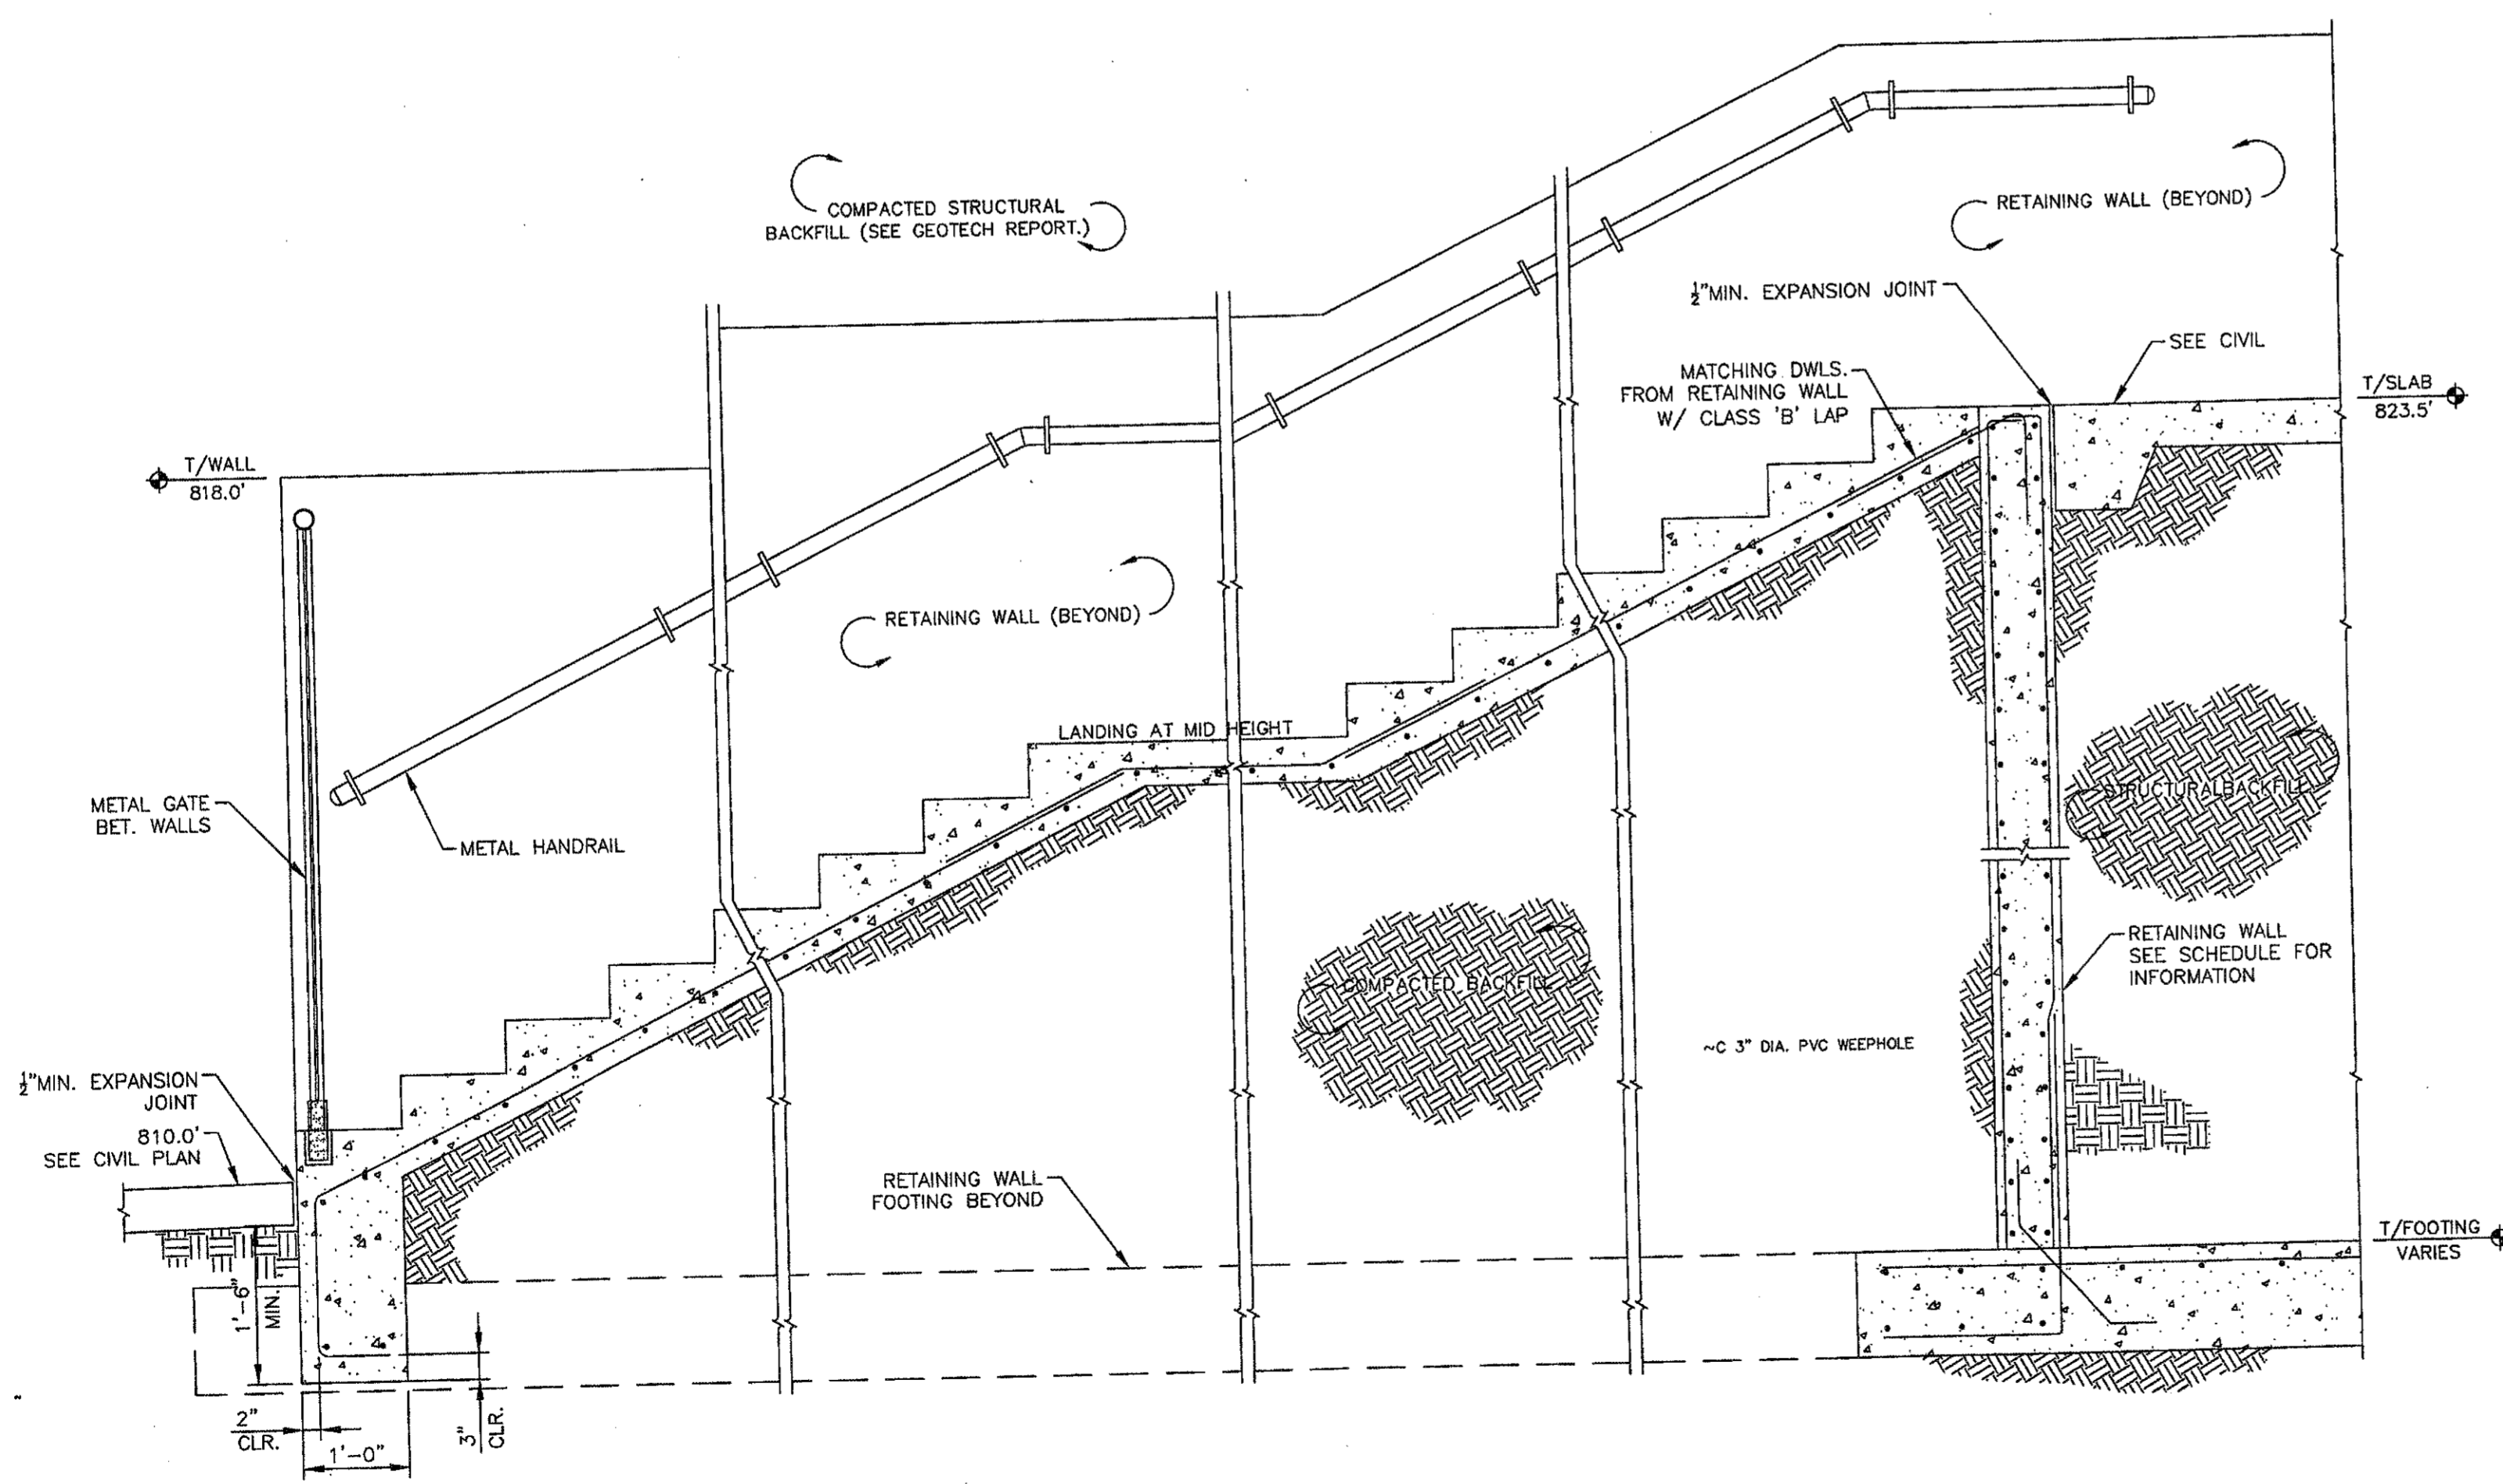 COMPACTED STRUCTURAL
BACKFILL (SEE GEOTECH REPORT.)
RETAINING WALL (BEYOND)
½"MIN. EXPANSION JOINT
SEE CIVIL
MATCHING DWLS.
FROM RETAINING WALL
W/ CLASS 'B' LAP
T/SLAB
823.5'
T/WALL
818.0'
RETAINING WALL (BEYOND)
LANDING AT MID HEIGHT
METAL GATE
BET. WALLS
METAL HANDRAIL
STRUCTURALBACKFILL
RETAINING WALL
SEE SCHEDULE FOR
INFORMATION
COMPACTED BACKFILL
~C 3" DIA. PVC WEEPHOLE
½"MIN. EXPANSION
JOINT
810.0'
SEE CIVIL PLAN
RETAINING WALL
FOOTING BEYOND
T/FOOTING
VARIES
1'-6"
MIN.
2"
CLR.
3"
CLR.
1'-0"